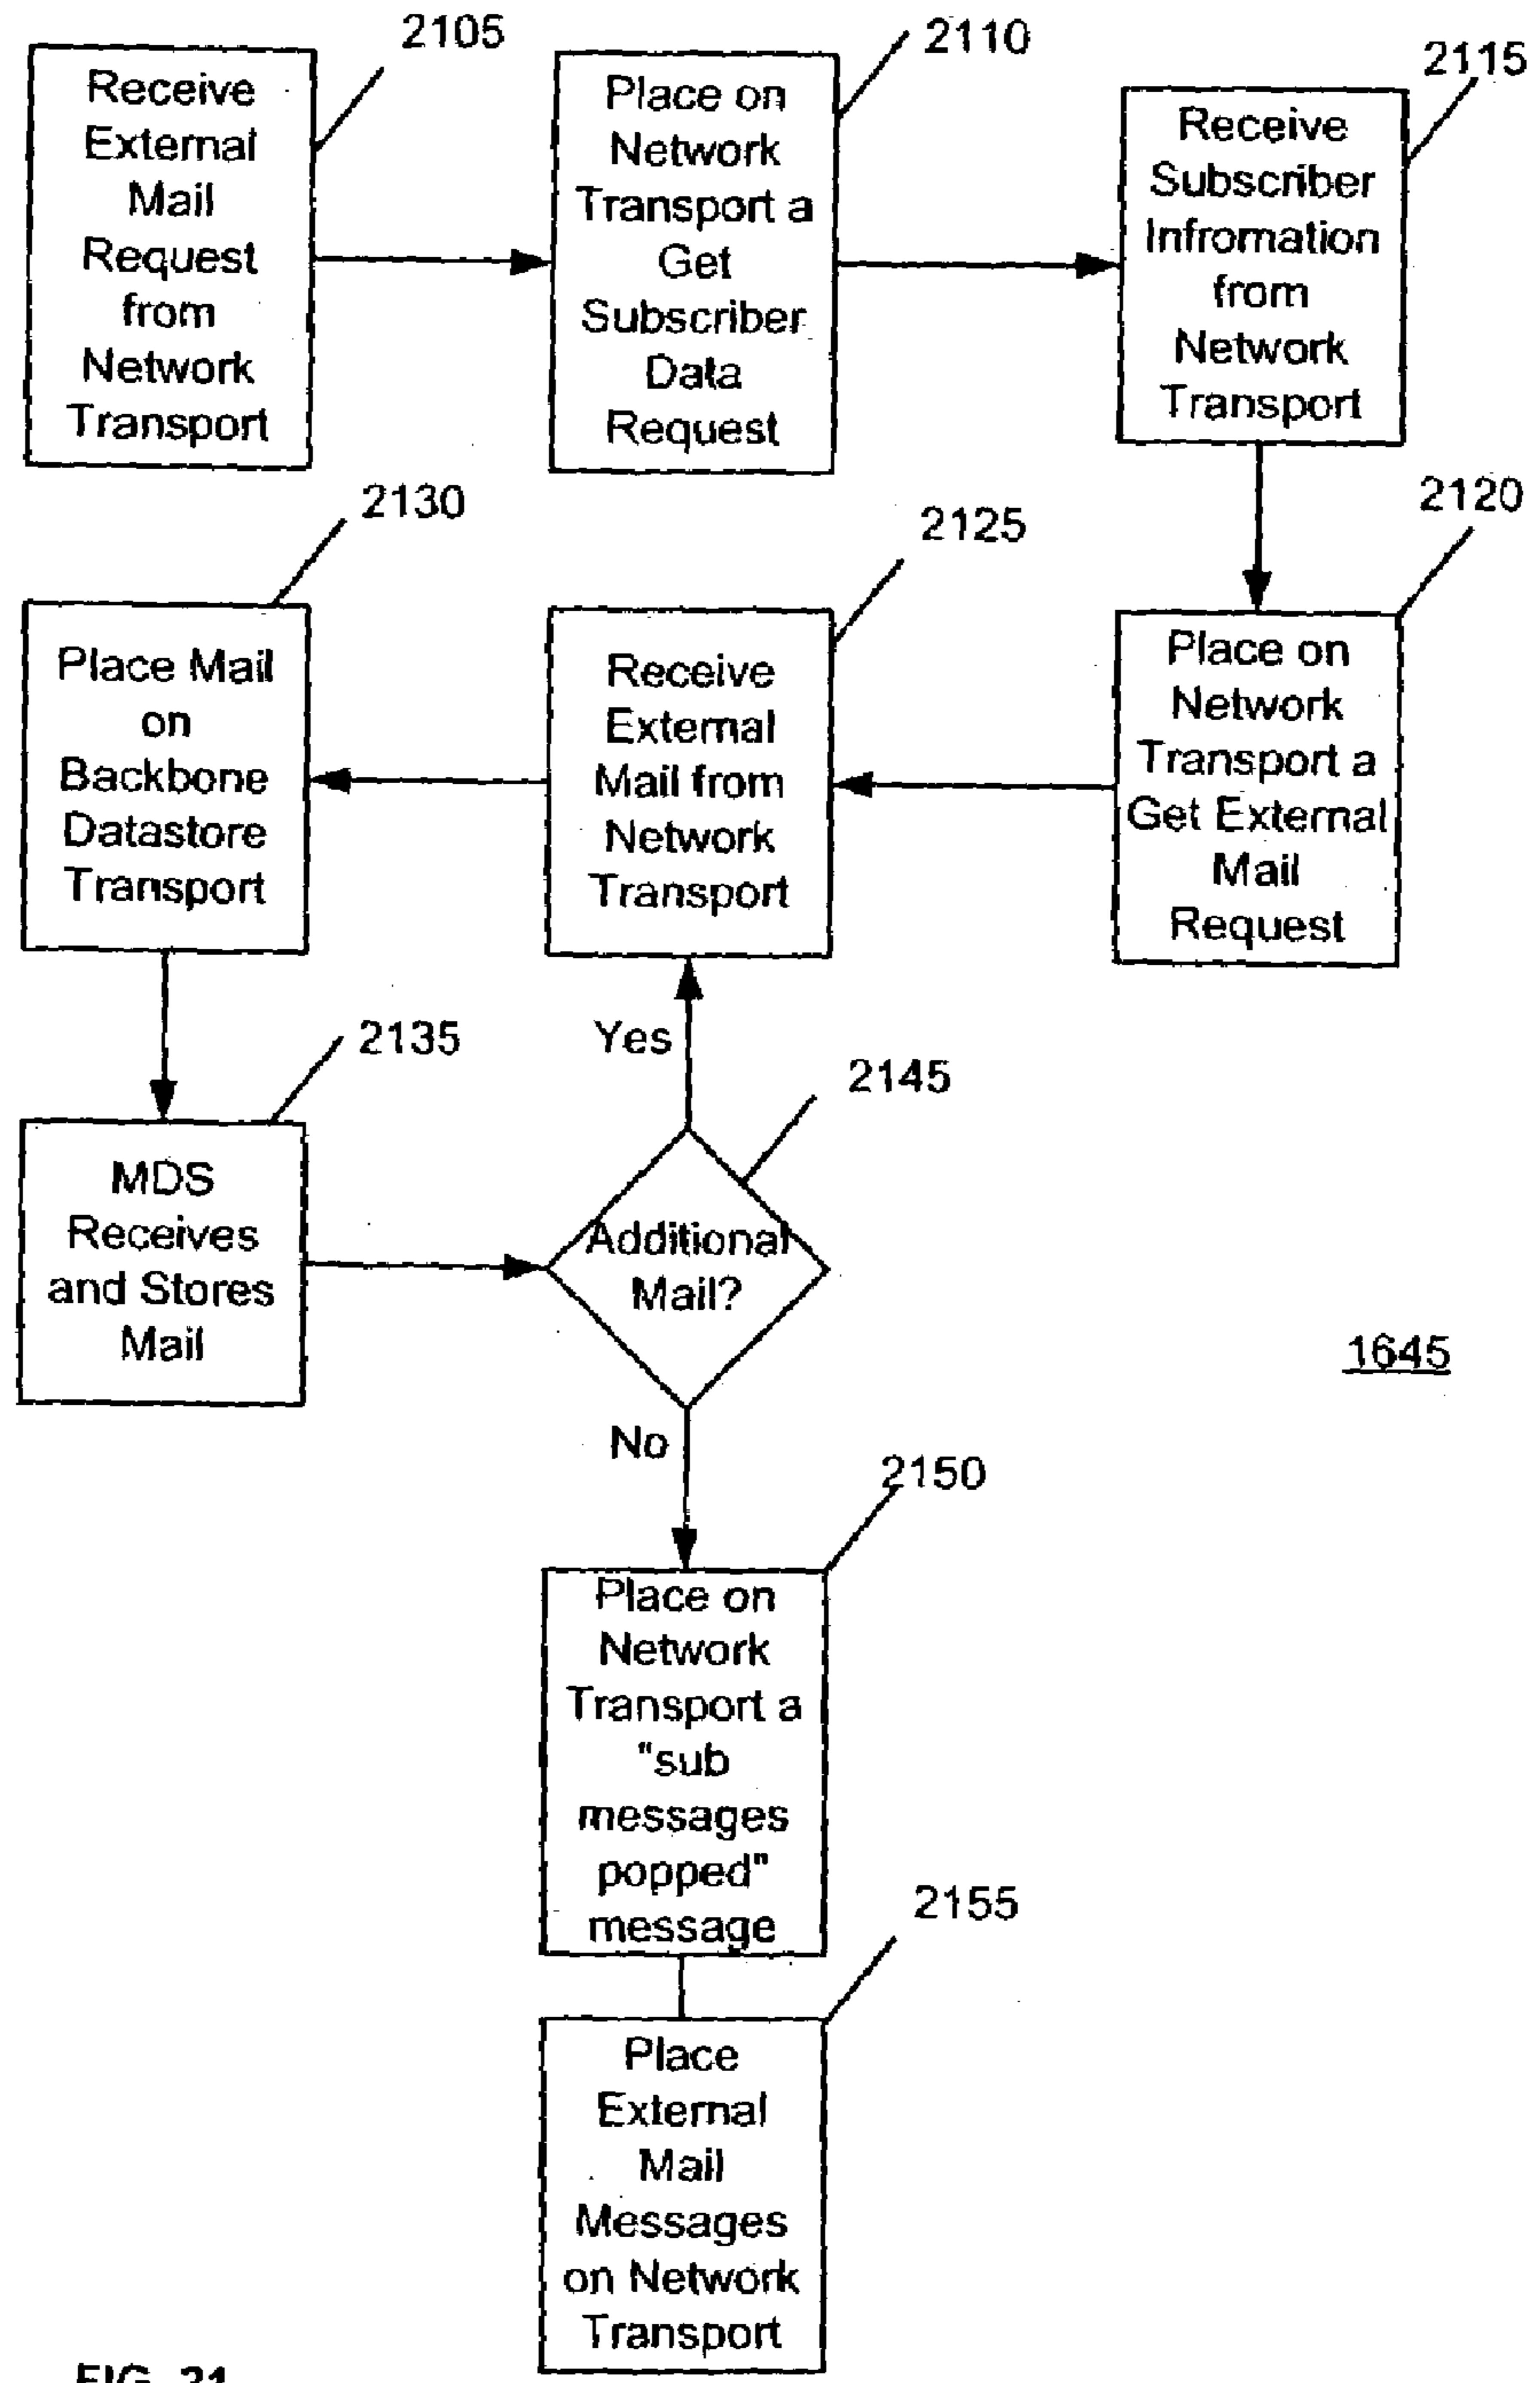 2105
Receive
External
Mail
Request
from
Network
Transport
2110
Place on
Network
Transport a
Get
Subscriber
Data
Request
2115
Receive
Subscriber
Infromation
from
Network
Transport
2120
Place on
Network
Transport a
Get External
Mail
Request
2125
Receive
External
Mail from
Network
Transport
2130
Place Mail
on
Backbone
Datastore
Transport
2135
MDS
Receives
and Stores
Mail
2145
Additional
Mail?
Yes
No
1645
2150
Place on
Network
Transport a
"sub
messages
popped"
message
2155
Place
External
Mail
Messages
on Network
Transport
FIG. 21